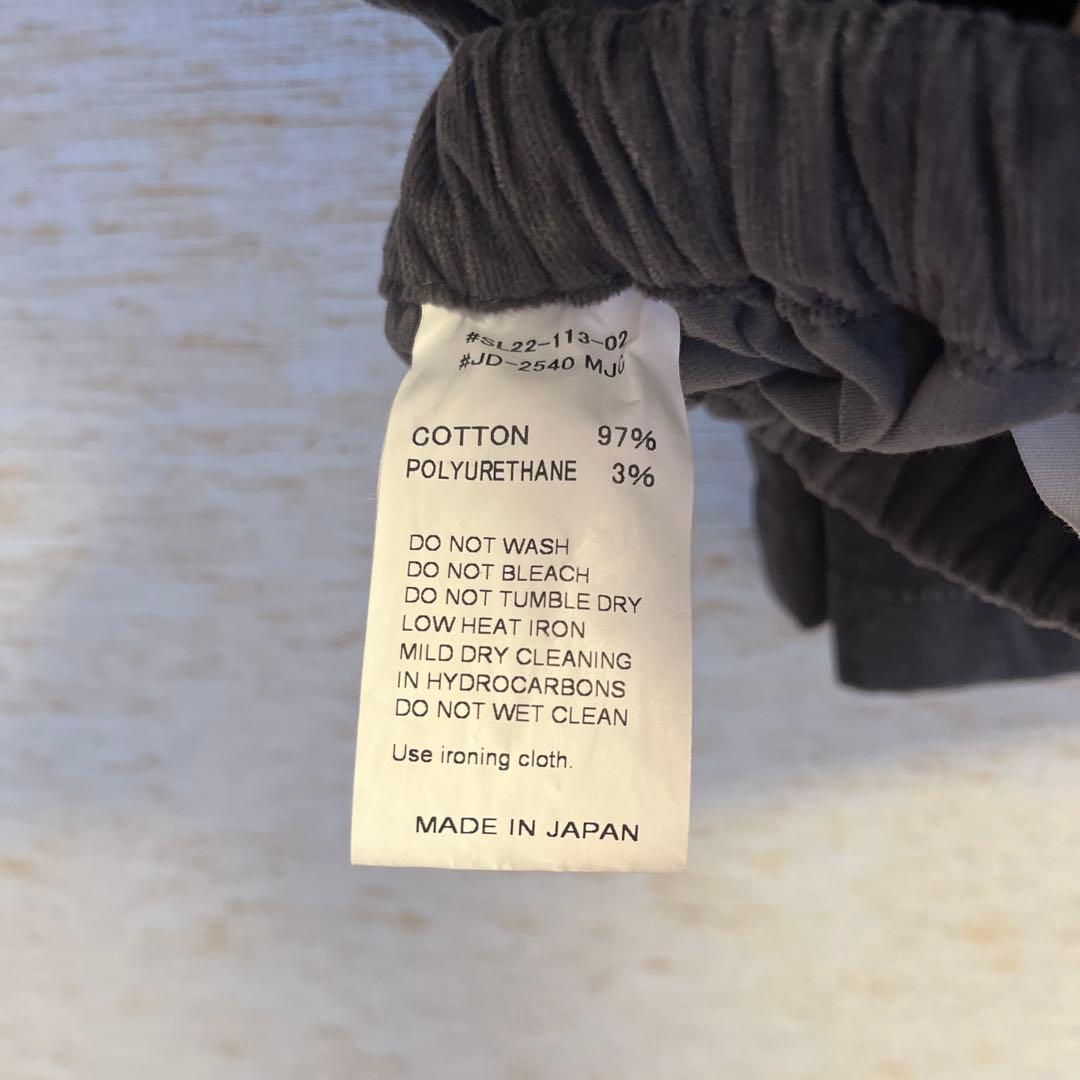 #SL22-113-02
#JD-2540
COTTON 97%
POLYURETHANE 3%
DO NOT WASH
DO NOT BLEACH
DO NOT TUMBLE DRY
LOW HEAT IRON
MILD DRY CLEANING
IN HYDROCARBONS
DO NOT WET CLEAN
Use ironing cloth.
MADE IN JAPAN